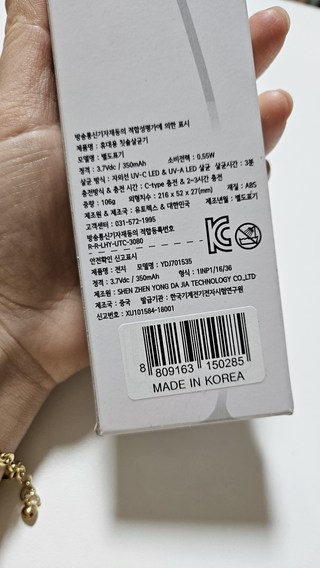 방송통신기자재등의 적합성평가에 의한 표시
제품명 : 휴대용 칫솔살균기
모델명 : 별도표기
정격 : 3.7Vdc / 350mAh 소비전력 : 0.55W
살균 방식 : 자외선 UV-C LED & UV-A LED 살균 살균시간 : 3분
충전방식 & 충전 시간 : C-type 충전 & 2~3시간 충전
중량 : 106g 외형치수 : 216 x 52 x 27(mm) 재질 : ABS
제조원 & 제조국 : 유토렉스 & 대한민국 제조년월 : 별도표기
고객센터 : 031-572-1995
방송통신기자재등의 적합등록번호
R-R-LHY-UTC-3080
안전확인 신고표시
제품명 : 전지 모델명 : YDJ701535
정격 : 3.7Vdc / 350mAh 형식 : 1INP1/16/36
제조원 : SHEN ZHEN YONG DA JIA TECHNOLOGY CO.,LTD
제조국 : 중국 발급기관 : 한국기계전기전자시험연구원
신고번호 : XU101584-18001
8 809163 150285
MADE IN KOREA